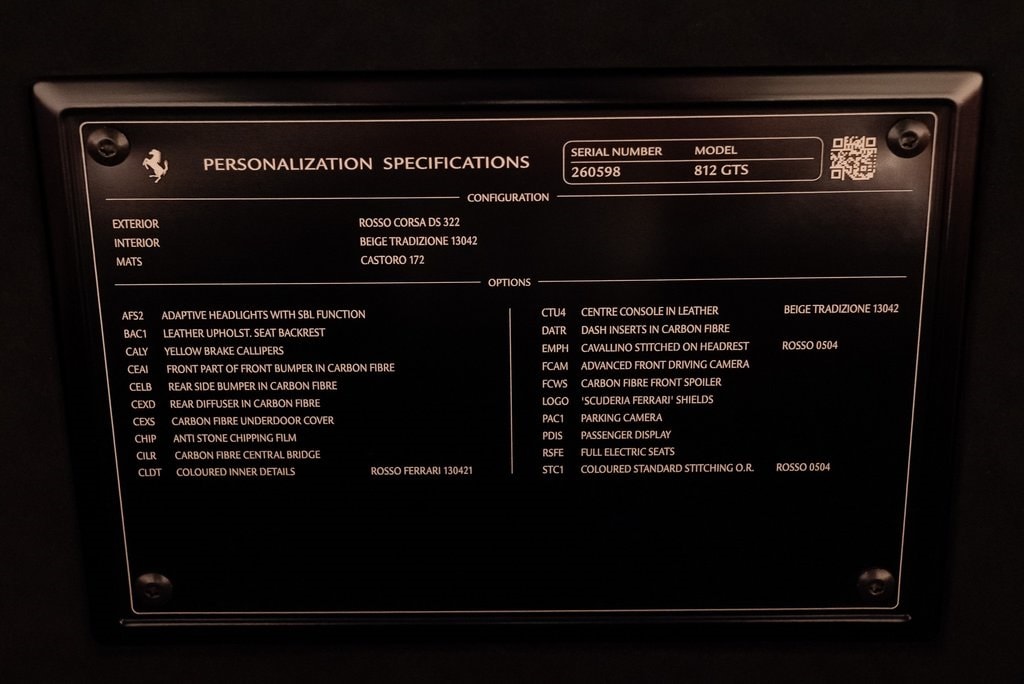 PERSONALIZATION SPECIFICATIONS
SERIAL NUMBER MODEL
260598 812 GTS
CONFIGURATION
EXTERIOR ROSSO CORSA DS 322
INTERIOR BEIGE TRADIZIONE 13042
MATS CASTORO 172
OPTIONS
AFS2 ADAPTIVE HEADLIGHTS WITH SBL FUNCTION
BAC1 LEATHER UPHOLST. SEAT BACKREST
CALY YELLOW BRAKE CALLIPERS
CEAI FRONT PART OF FRONT BUMPER IN CARBON FIBRE
CELB REAR SIDE BUMPER IN CARBON FIBRE
CEXD REAR DIFFUSER IN CARBON FIBRE
CEXS CARBON FIBRE UNDERDOOR COVER
CHIP ANTI STONE CHIPPING FILM
CILR CARBON FIBRE CENTRAL BRIDGE
CLDT COLOURED INNER DETAILS ROSSO FERRARI 130421
CTU4 CENTRE CONSOLE IN LEATHER BEIGE TRADIZIONE 13042
DATR DASH INSERTS IN CARBON FIBRE
EMPH CAVALLINO STITCHED ON HEADREST ROSSO 0504
FCAM ADVANCED FRONT DRIVING CAMERA
FCWS CARBON FIBRE FRONT SPOILER
LOGO 'SCUDERIA FERRARI' SHIELDS
PAC1 PARKING CAMERA
PDIS PASSENGER DISPLAY
RSFE FULL ELECTRIC SEATS
STC1 COLOURED STANDARD STITCHING O.R. ROSSO 0504